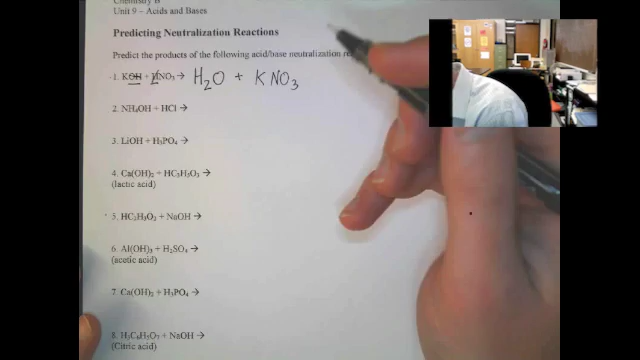 Chemistry B
Unit 9 – Acids and Bases
Predicting Neutralization Reactions
Predict the products of the following acid/base neutralization
1. KOH + HNO₃ → H₂O + KNO₃
2. NH₄OH + HCl →
3. LiOH + H₃PO₄ →
4. Ca(OH)₂ + HC₃H₅O₃ →
(lactic acid)
5. HC₂H₃O₂ + NaOH →
6. Al(OH)₃ + H₂SO₄ →
(acetic acid)
7. Ca(OH)₂ + H₃PO₄ →
8. H₃C₆H₅O₇ + NaOH →
(Citric acid)